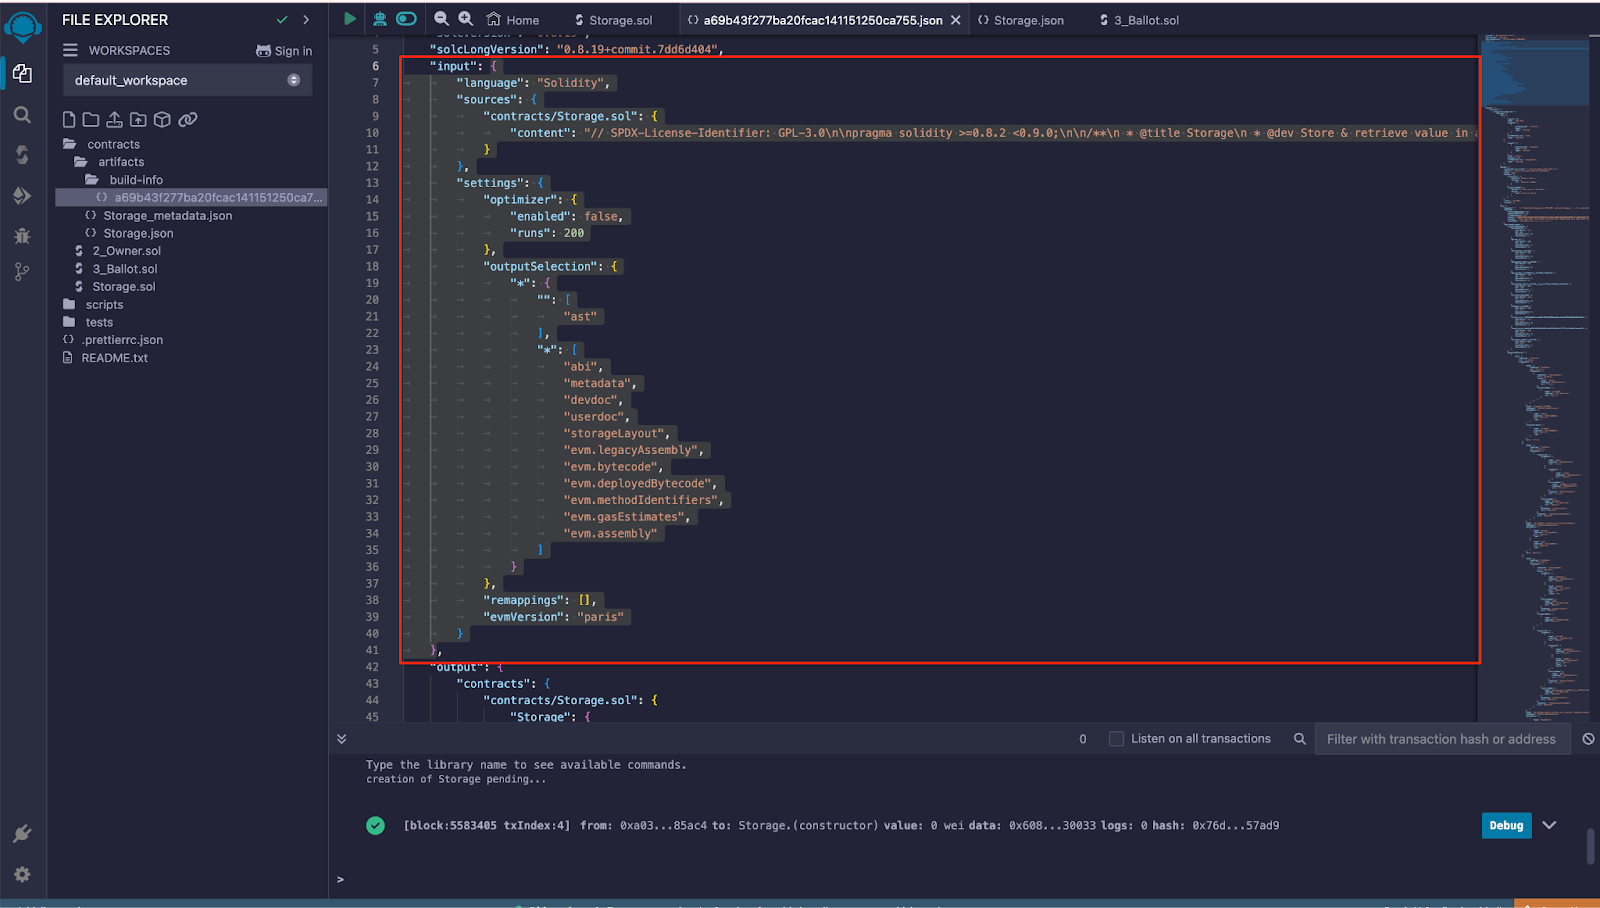 FILE EXPLORER
WORKSPACES
Sign in
default_workspace
contracts
artifacts
build-info
a69b43f277ba20fcac141151250ca7...
Storage_metadata.json
Storage.json
2_Owner.sol
3_Ballot.sol
Storage.sol
scripts
tests
.prettierrc.json
README.txt
Home
Storage.sol
a69b43f277ba20fcac141151250ca755.json
Storage.json
3_Ballot.sol
5 "solcLongVersion": "0.8.19+commit.7dd6d404",
6 "input": {
7 "language": "Solidity",
8 "sources": {
9 "contracts/Storage.sol": {
10 "content": "// SPDX-License-Identifier: GPL-3.0\n\npragma solidity >=0.8.2 <0.9.0;\n\n/**\n * @title Storage\n * @dev Store & retrieve value in a
11 }
12 },
13 "settings": {
14 "optimizer": {
15 "enabled": false,
16 "runs": 200
17 },
18 "outputSelection": {
19 "*": {
20 "": [
21 "ast"
22 ],
23 "*": [
24 "abi",
25 "metadata",
26 "devdoc",
27 "userdoc",
28 "storageLayout",
29 "evm.legacyAssembly",
30 "evm.bytecode",
31 "evm.deployedBytecode",
32 "evm.methodIdentifiers",
33 "evm.gasEstimates",
34 "evm.assembly"
35 ]
36 }
37 },
38 "remappings": [],
39 "evmVersion": "paris"
40 }
41 },
42 "output": {
43 "contracts": {
44 "contracts/Storage.sol": {
45 "Storage": {
0
Listen on all transactions
Filter with transaction hash or address
Type the library name to see available commands.
creation of Storage pending...
[block:5583405 txIndex:4] from: 0xa03...85ac4 to: Storage.(constructor) value: 0 wei data: 0x608...30033 logs: 0 hash: 0x76d...57ad9
Debug
>